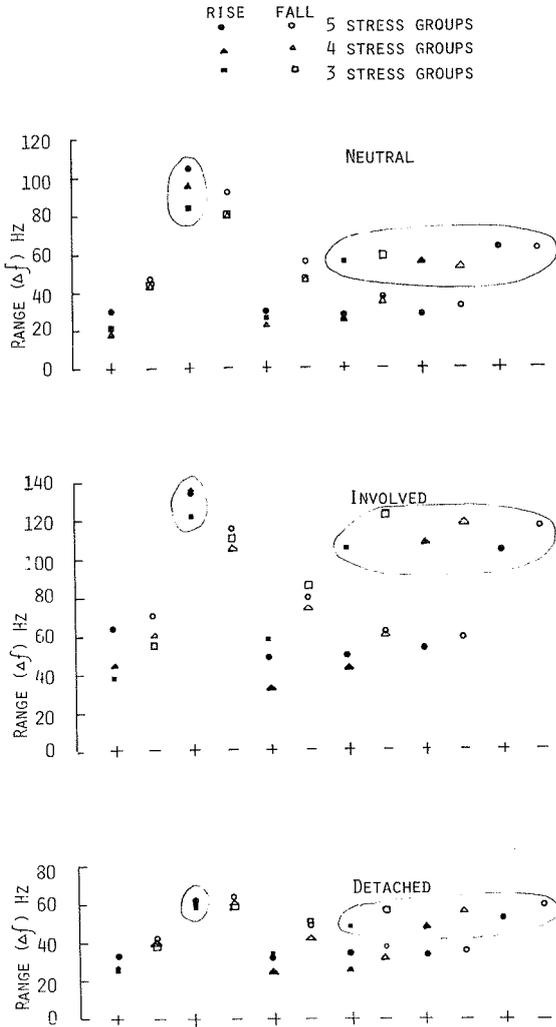 RISE FALL
5 STRESS GROUPS
4 STRESS GROUPS
3 STRESS GROUPS
NEUTRAL
RANGE (Δf) HZ
120
100
80
60
40
20
0
+ − + − + − + − + − + −
INVOLVED
RANGE (Δf) HZ
140
120
100
80
60
40
20
0
+ − + − + − + − + − + −
DETACHED
RANGE (Δf) HZ
80
60
40
20
0
+ − + − + − + − + − + −